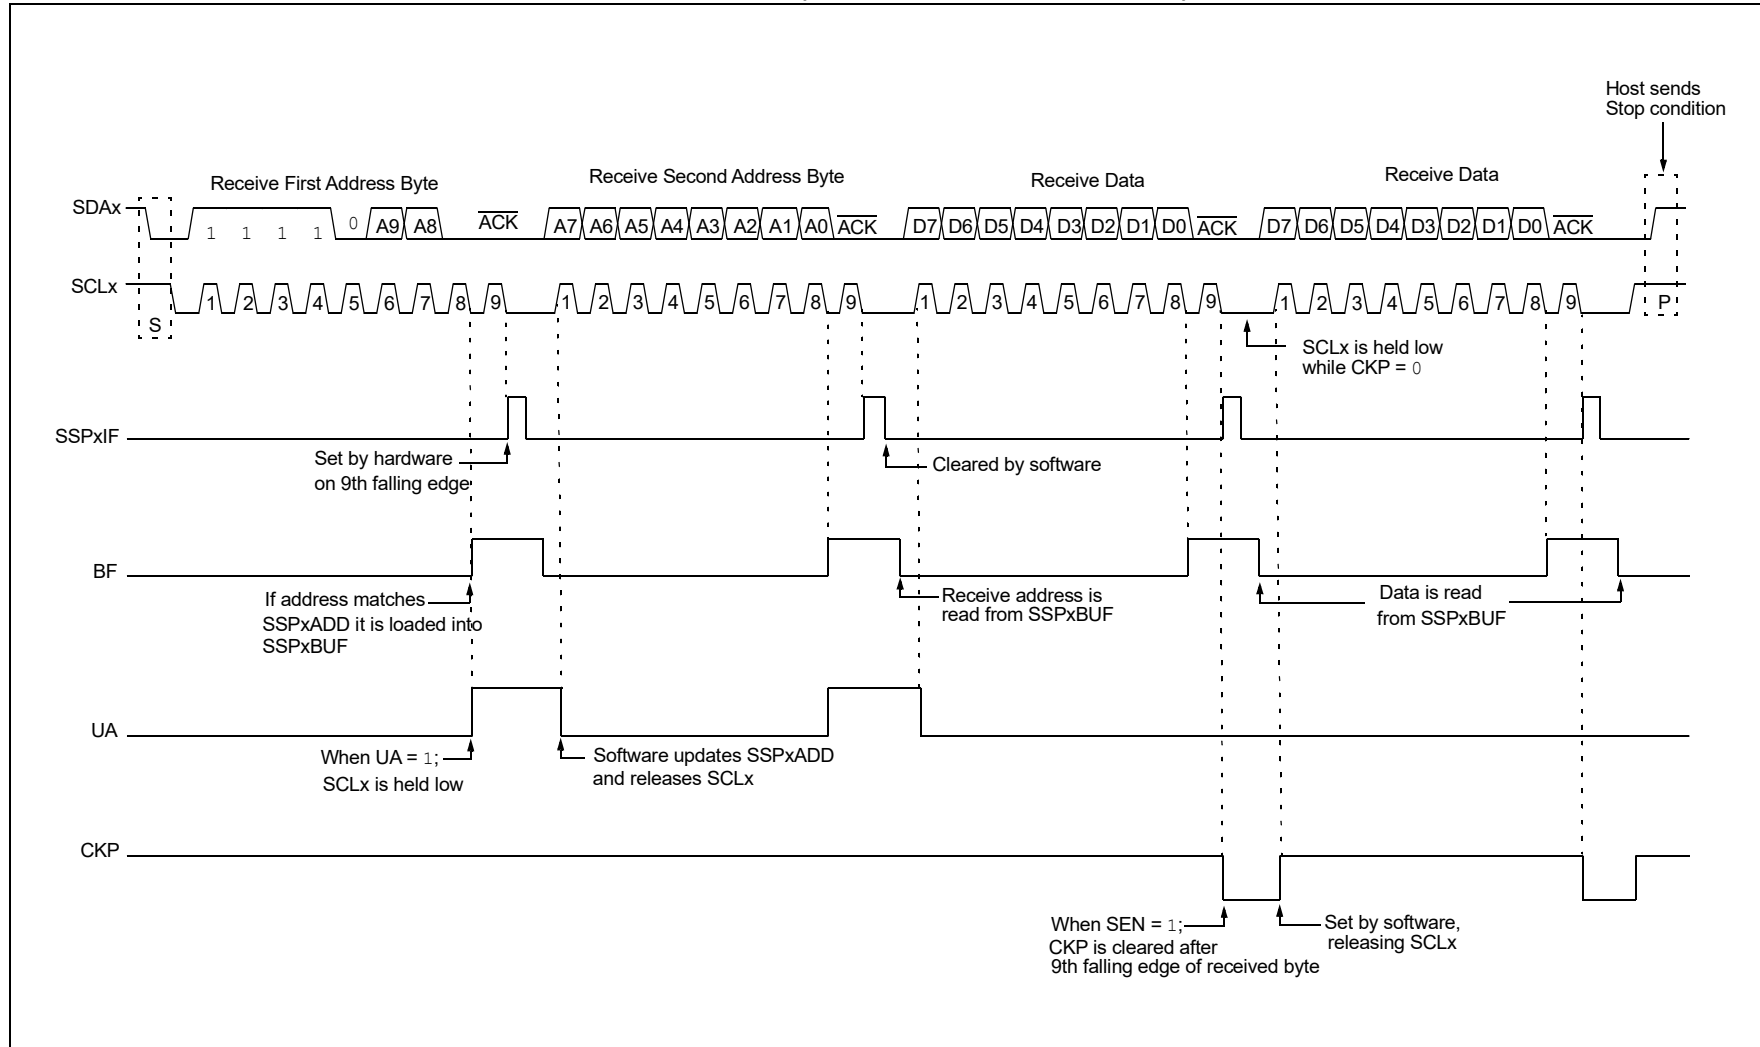 Host sends
Stop condition
Receive First Address Byte
Receive Second Address Byte
Receive Data
Receive Data
SDAx
1 1 1 1 0 A9 A8 ACK A7 A6 A5 A4 A3 A2 A1 A0 ACK D7 D6 D5 D4 D3 D2 D1 D0 ACK D7 D6 D5 D4 D3 D2 D1 D0 ACK
SCLx
S 1 2 3 4 5 6 7 8 9 1 2 3 4 5 6 7 8 9 1 2 3 4 5 6 7 8 9 1 2 3 4 5 6 7 8 9 P
SCLx is held low
while CKP = 0
SSPxIF
Set by hardware
on 9th falling edge
Cleared by software
BF
If address matches
SSPxADD it is loaded into
SSPxBUF
Receive address is
read from SSPxBUF
Data is read
from SSPxBUF
UA
When UA = 1;
SCLx is held low
Software updates SSPxADD
and releases SCLx
CKP
When SEN = 1;
CKP is cleared after
9th falling edge of received byte
Set by software,
releasing SCLx